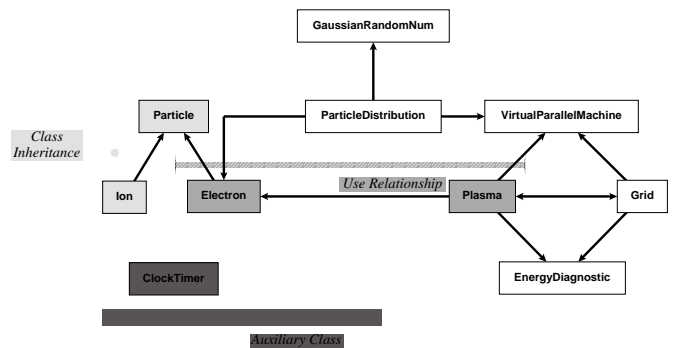 GaussianRandomNum
Particle
ParticleDistribution
VirtualParallelMachine
Class
Inheritance
Use Relationship
Ion
Electron
Plasma
Grid
ClockTimer
EnergyDiagnostic
Auxiliary Class